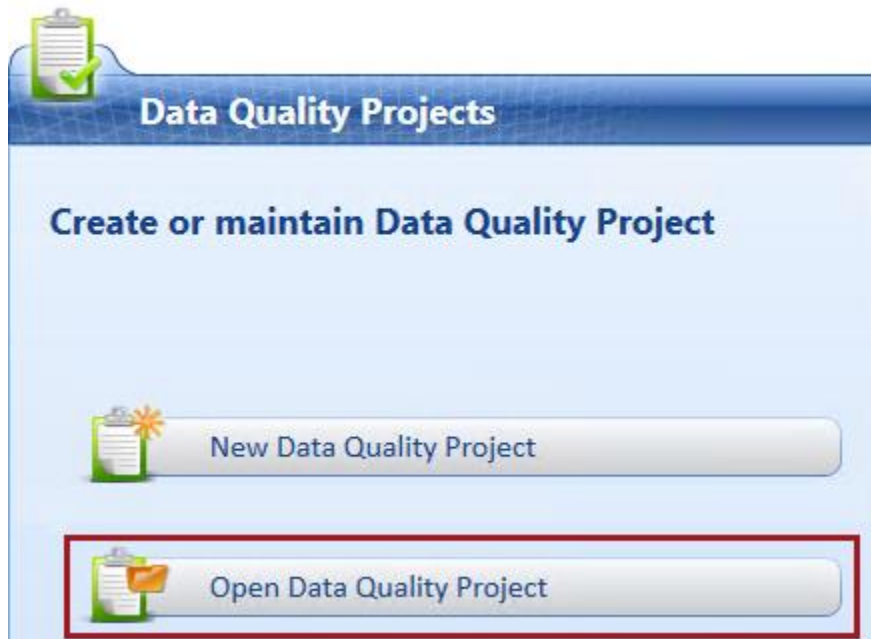 Data Quality Projects
Create or maintain Data Quality Project
New Data Quality Project
Open Data Quality Project